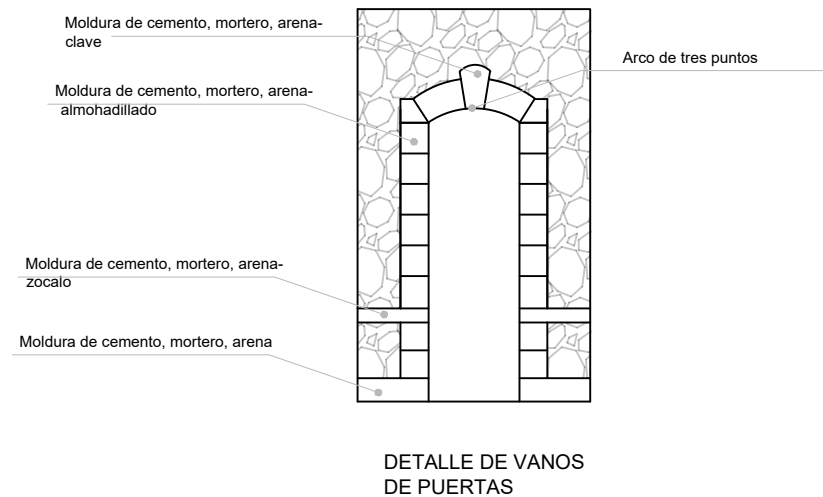 Moldura de cemento, mortero, arena-
clave
Arco de tres puntos
Moldura de cemento, mortero, arena-
almohadillado
Moldura de cemento, mortero, arena-
zocalo
Moldura de cemento, mortero, arena
DETALLE DE VANOS
DE PUERTAS